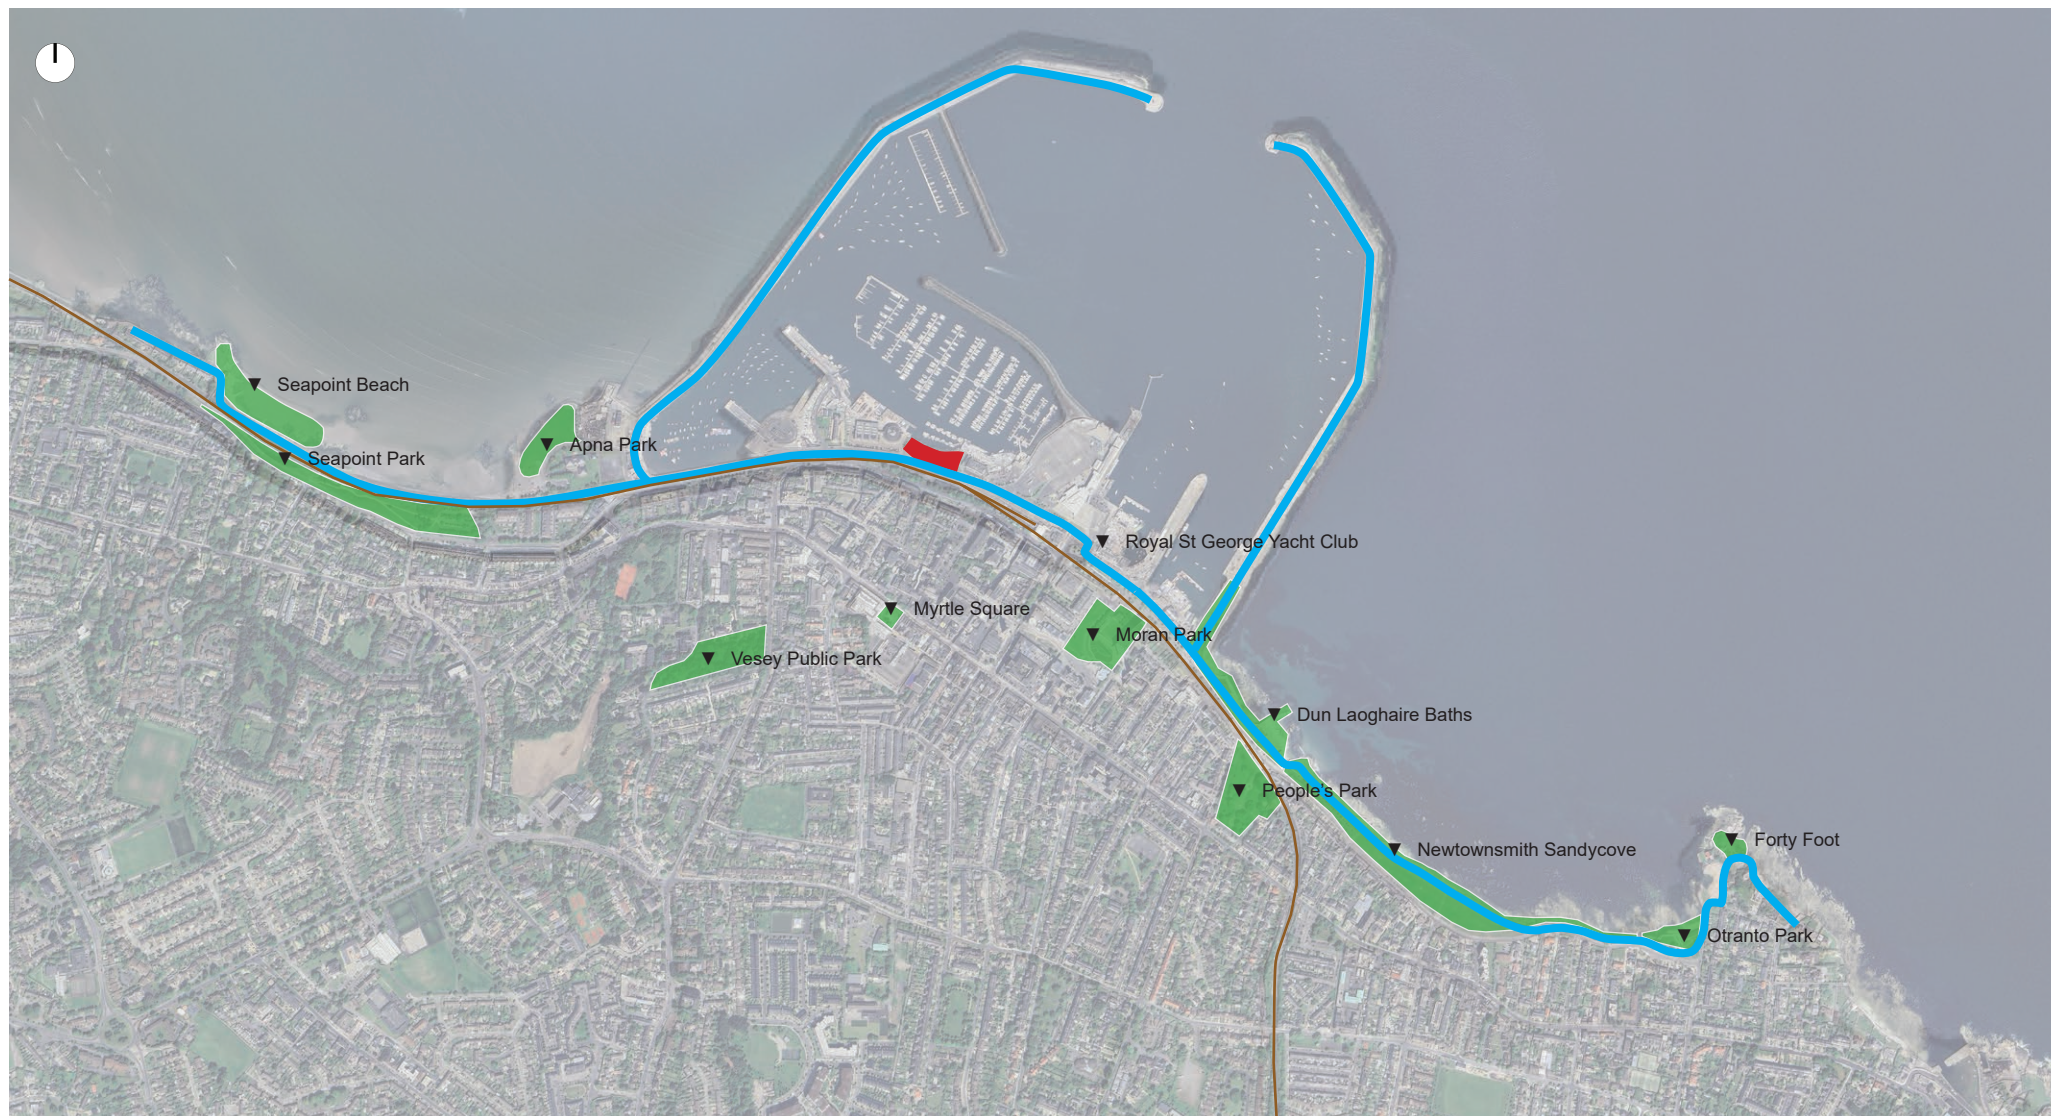 Seapoint Beach
Apna Park
Seapoint Park
Royal St George Yacht Club
Myrtle Square
Moran Park
Vesey Public Park
Dun Laoghaire Baths
People's Park
Forty Foot
Newtownsmith Sandycove
Otranto Park